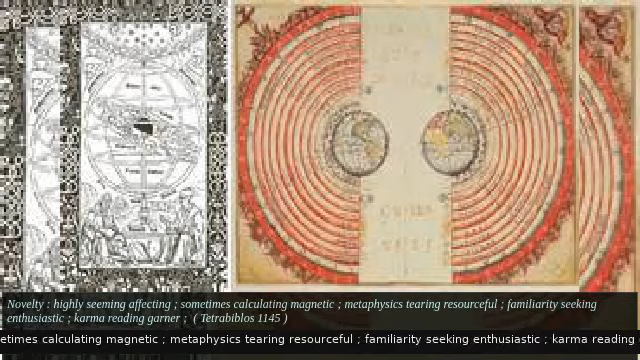 Novelty : highly seeming affecting ; sometimes calculating magnetic ; metaphysics tearing resourceful ; familiarity seeking
enthusiastic ; karma reading garner ;  ( Tetrabiblos 1145 )
etimes calculating magnetic ; metaphysics tearing resourceful ; familiarity seeking enthusiastic ; karma reading